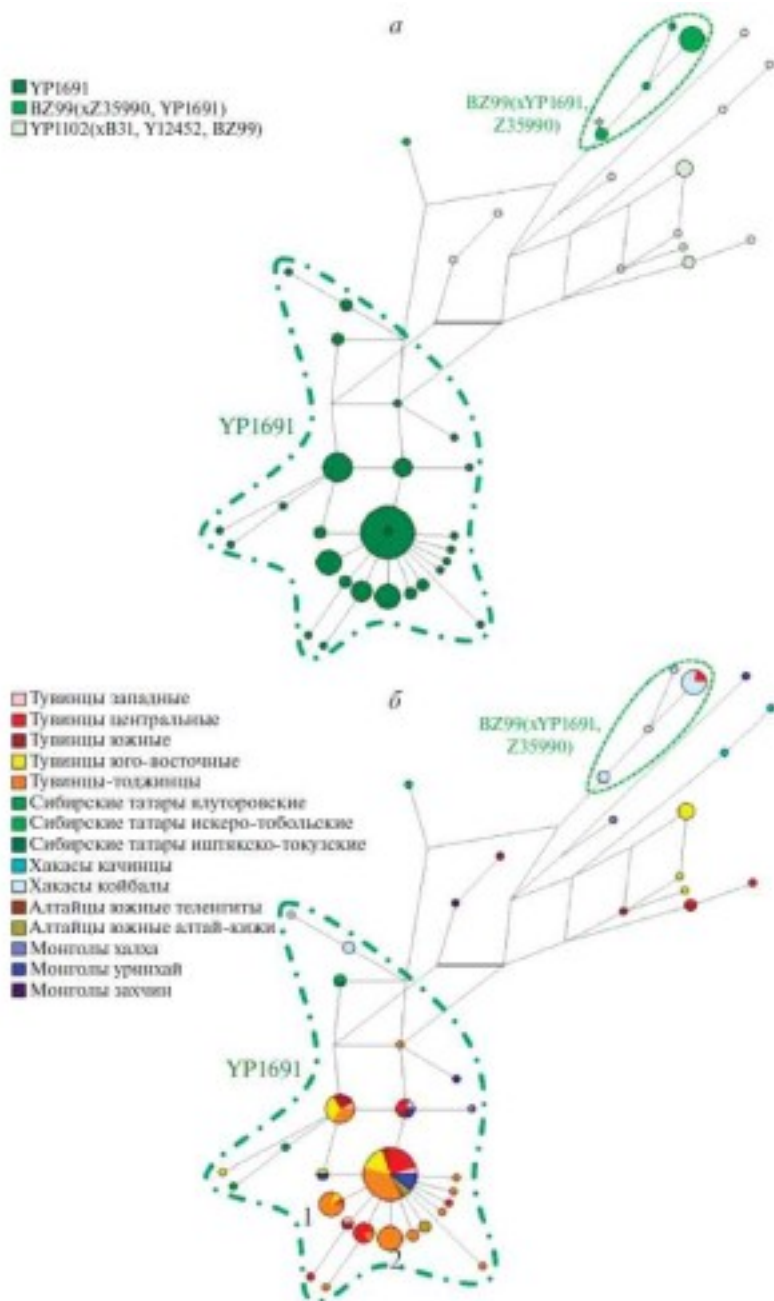 а
YP1691
BZ99(xZ35990, YP1691)
YP1102(xB31, Y12452, BZ99)
BZ99(xYP1691,
Z35990)
YP1691
б
Тувинцы западные
Тувинцы центральные
Тувинцы южные
Тувинцы юго-восточные
Тувинцы-тоджинцы
Сибирские татары ялуторовские
Сибирские татары искеро-тобольские
Сибирские татары иштякско-токузские
Хакасы качинцы
Хакасы койбалы
Алтайцы южные теленгиты
Алтайцы южные алтай-кижи
Монголы халха
Монголы урянхай
Монголы захчин
BZ99(xYP1691,
Z35990)
YP1691
1
2